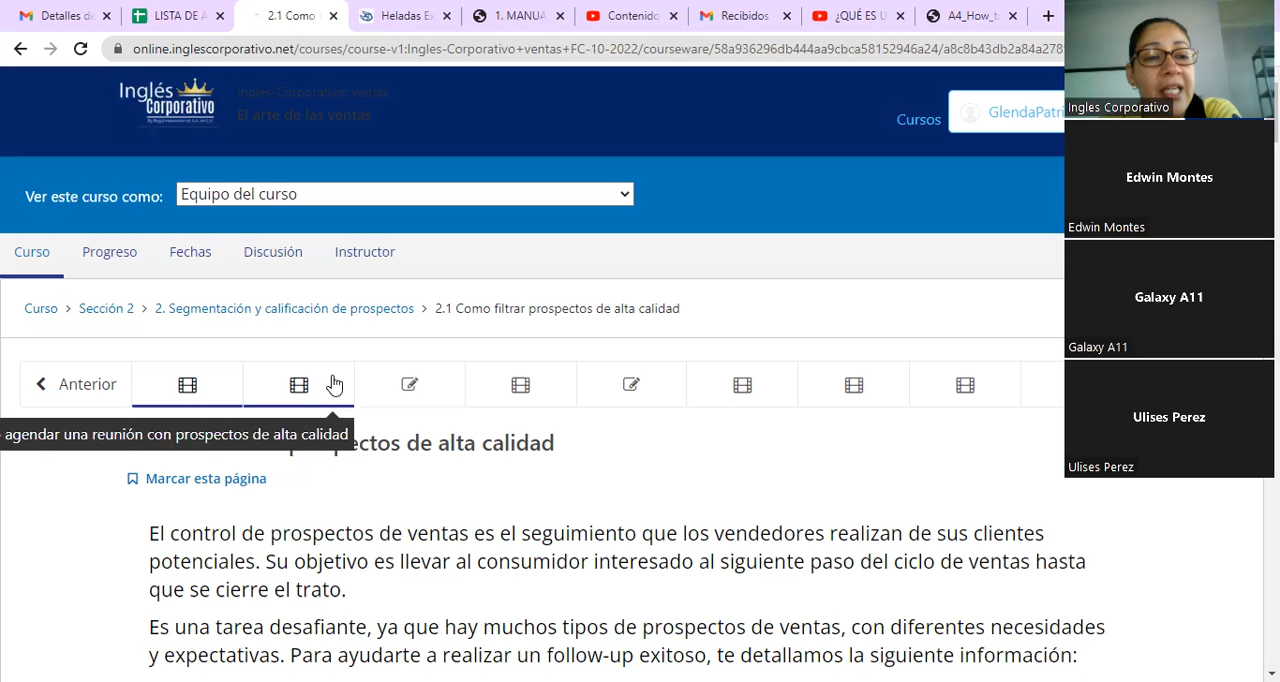 Detalles de
LISTA DE A
2.1 Como
Heladas Ex
1. MANUA
Contenido
Recibidos -
¿QUÉ ES U
A4_How_t
online.inglescorporativo.net/courses/course-v1:Ingles-Corporativo+ventas+FC-10-2022/courseware/58a936296db444aa9cbca58152946a24/a8c8b43db2a84a278
Inglés
Corporativo
Ingles-Corporativo: ventas
El arte de las ventas
Cursos
GlendaPatri
Ver este curso como:
Equipo del curso
Curso
Progreso
Fechas
Discusión
Instructor
Curso > Sección 2 > 2. Segmentación y calificación de prospectos > 2.1 Como filtrar prospectos de alta calidad
Anterior
agendar una reunión con prospectos de alta calidad
pectos de alta calidad
Marcar esta página
El control de prospectos de ventas es el seguimiento que los vendedores realizan de sus clientes
potenciales. Su objetivo es llevar al consumidor interesado al siguiente paso del ciclo de ventas hasta
que se cierre el trato.
Es una tarea desafiante, ya que hay muchos tipos de prospectos de ventas, con diferentes necesidades
y expectativas. Para ayudarte a realizar un follow-up exitoso, te detallamos la siguiente información:
Ingles Corporativo
Edwin Montes
Edwin Montes
Galaxy A11
Galaxy A11
Ulises Perez
Ulises Perez